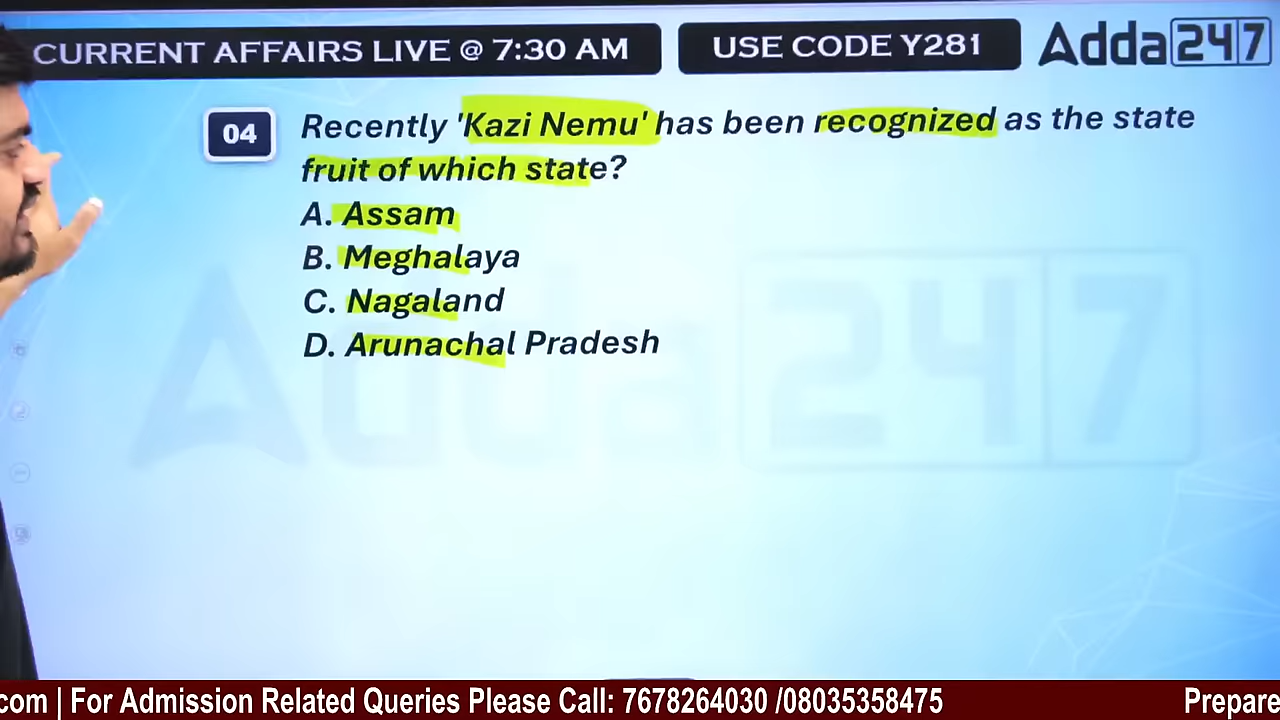 CURRENT AFFAIRS LIVE @ 7:30 AM
USE CODE Y281
Adda247
04
Recently 'Kazi Nemu' has been recognized as the state
fruit of which state?
A. Assam
B. Meghalaya
C. Nagaland
D. Arunachal Pradesh
Adda247
com | For Admission Related Queries Please Call: 7678264030 /08035358475
Prepare